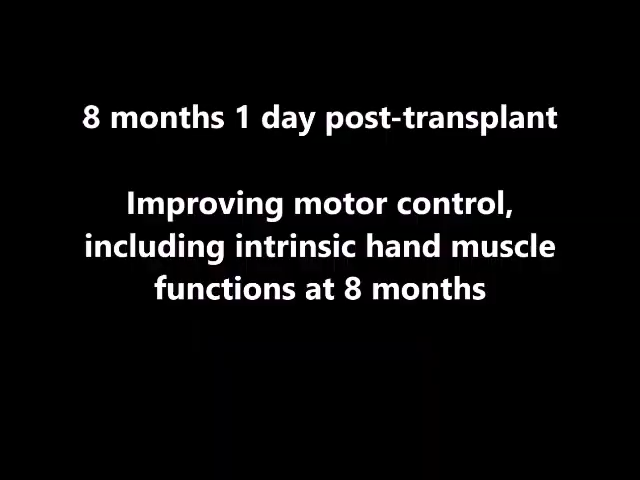 8 months 1 day post-transplant
Improving motor control,
including intrinsic hand muscle
functions at 8 months